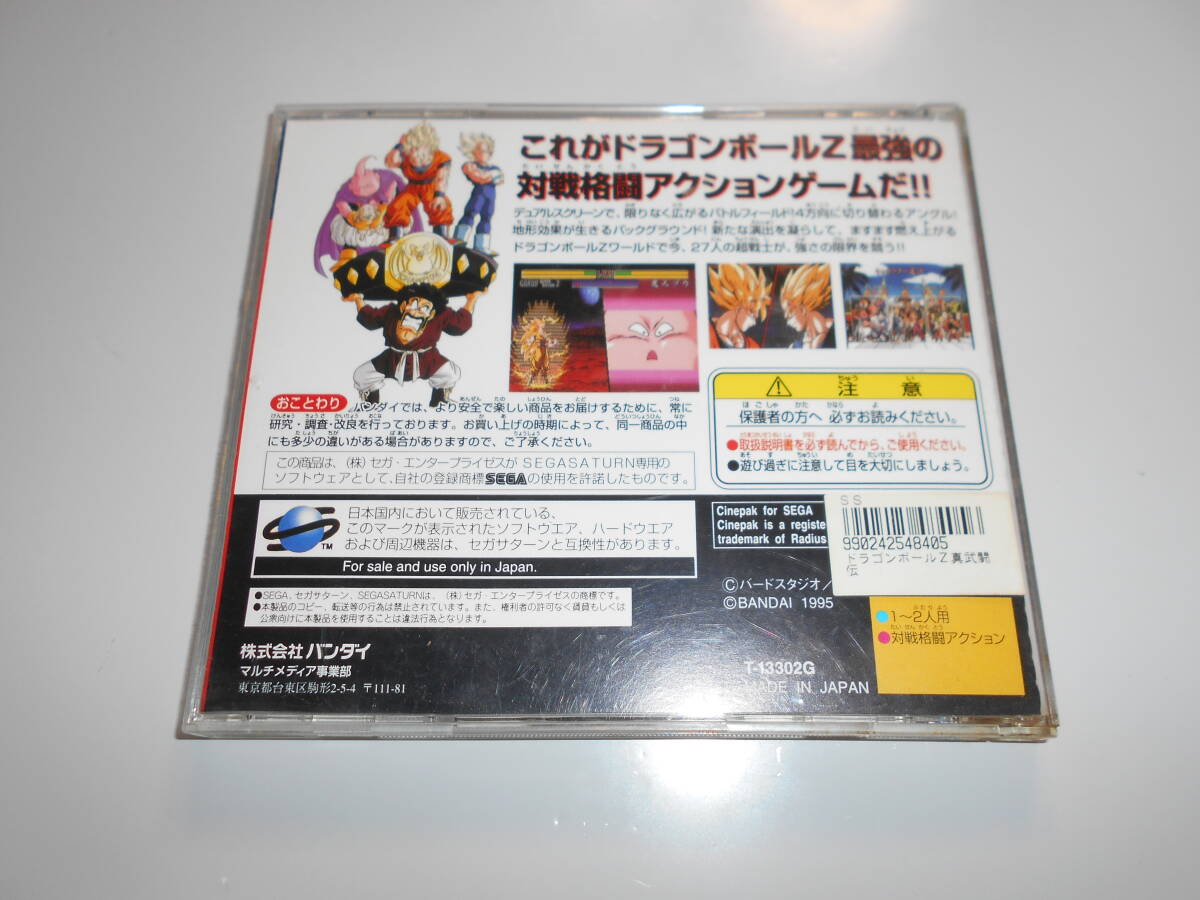 これがドラゴンボールZ最強の
対戦格闘アクションゲームだ!!
デュアルスクリーンで、限りなく広がるバトルフィールド!4方向に切り替わるアングル!
地形効果が生きるバックグラウンド! 新たな演出を凝らして、ますます燃え上がる
ドラゴンボールZワールドで今、27人の超戦士が、強さの限界を競う!!
魔人ブウ
おことわり
バンダイでは、より安全で楽しい商品をお届けするために、常に
研究・調査・改良を行っております。お買い上げの時期によって、同一商品の中
にも多少の違いがある場合がありますので、ご了承ください。
この商品は、(株)セガ・エンタープライゼスがSEGASATURN専用の
ソフトウェアとして、自社の登録商標SEGAの使用を許諾したものです。
注意
保護者の方へ 必ずお読みください。
●取扱説明書を必ず読んでから、ご使用ください。
●遊び過ぎに注意して目を大切にしましょう。
日本国内において販売されている、
このマークが表示されたソフトウエア、ハードウエア
および周辺機器は、セガサターンと互換性があります。
TM
For sale and use only in Japan.
Cinepak for SEGA
Cinepak is a registe
trademark of Radius
SS
990242548405
ドラゴンボールZ真武闘
伝
●SEGA、セガサターン、SEGASATURNは、(株)セガ・エンタープライゼスの商標です。
●本製品のコピー、転送等の行為は禁止されています。また、権利者の許可なく賃貿もしくは
公衆向けに本製品を使用することは違法行為となります。
©バードスタジオ/
©BANDAI 1995
●1〜2人用
●対戦格闘アクション
株式会社バンダイ
マルチメディア事業部
東京都台東区駒形2-5-4 〒111-81
T-13302G
MADE IN JAPAN